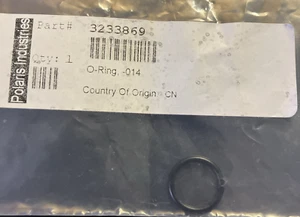 Polaris Industries
Part# 3233869
Qty: 1
O-Ring, -014
Country Of Origin: CN